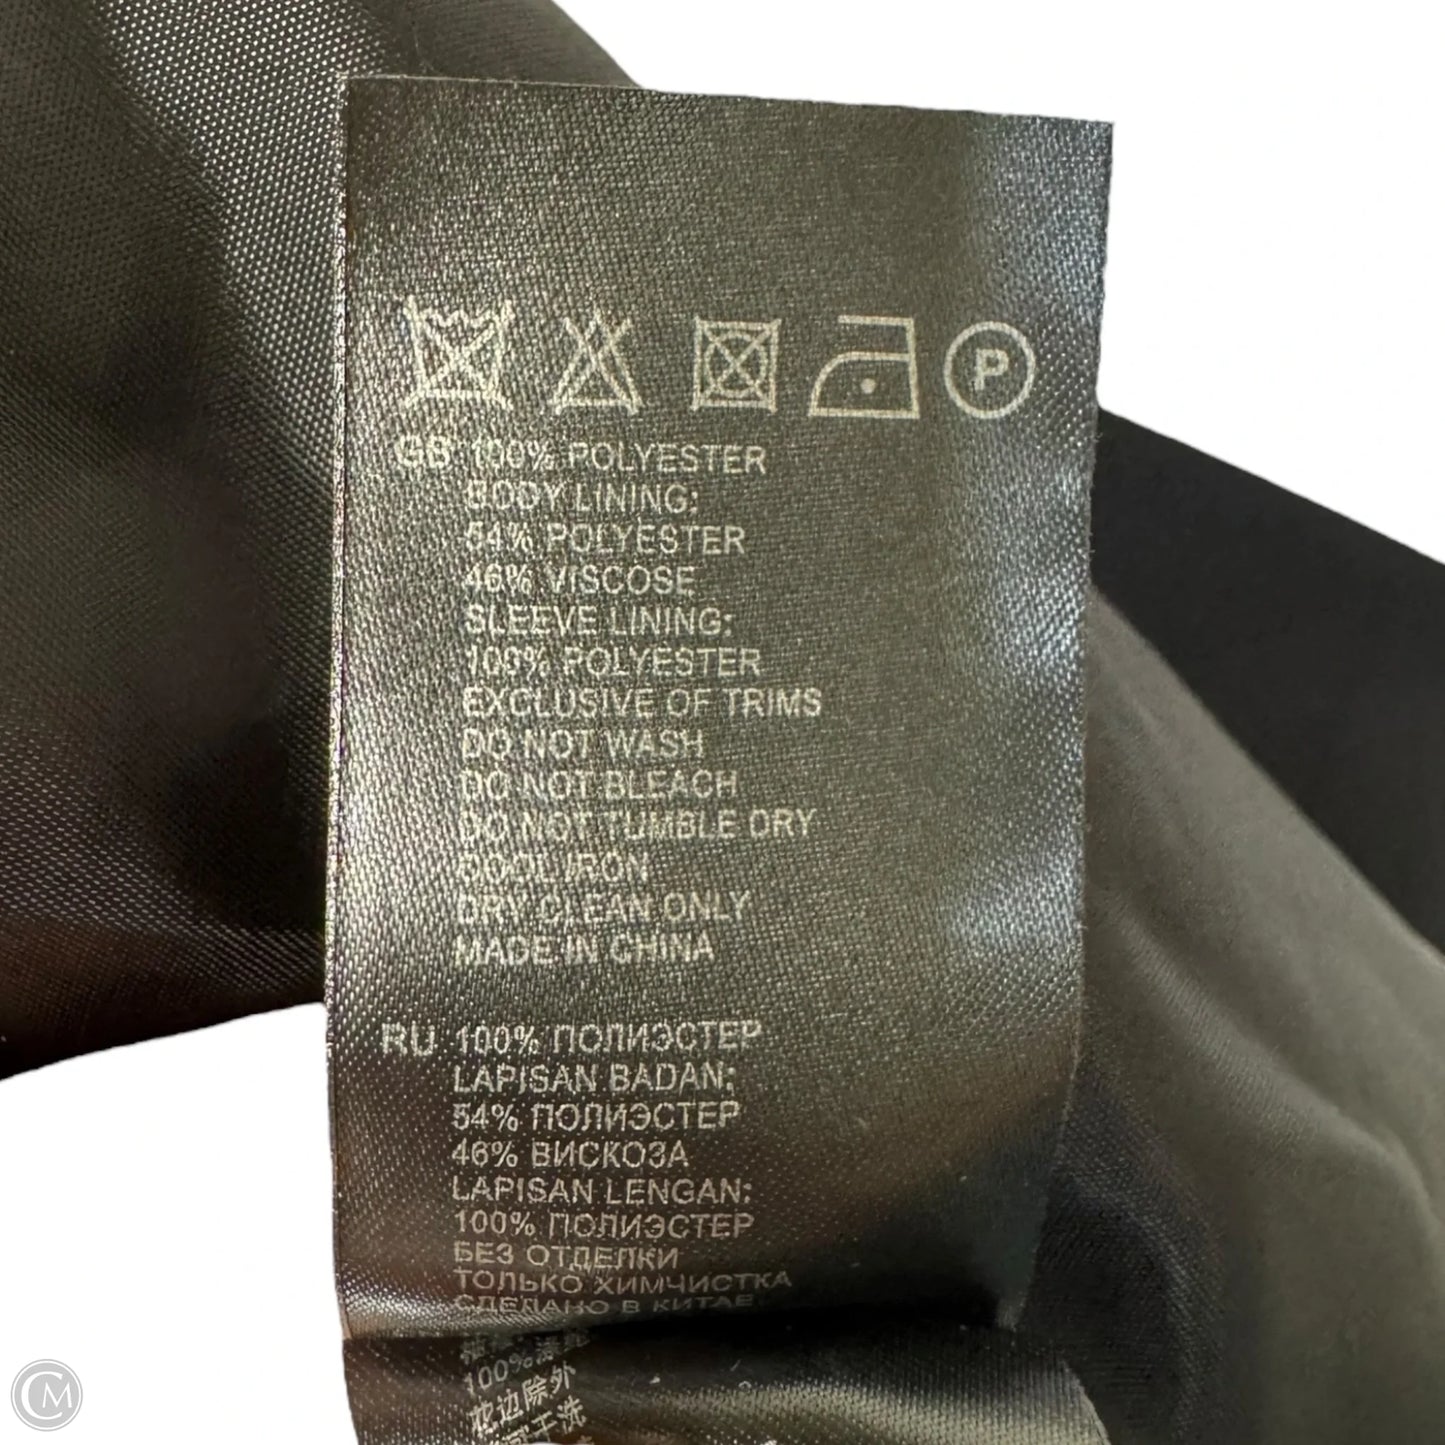 P
GB 100% POLYESTER
BODY LINING:
54% POLYESTER
46% VISCOSE
SLEEVE LINING:
100% POLYESTER
EXCLUSIVE OF TRIMS
DO NOT WASH
DO NOT BLEACH
DO NOT TUMBLE DRY
COOL IRON
DRY CLEAN ONLY
MADE IN CHINA
RU 100% ПОЛИЭСТЕР
LAPISAN BADAN:
54% ПОЛИЭСТЕР
46% ВИСКОЗА
LAPISAN LENGAN:
100% ПОЛИЭСТЕР
БЕЗ ОТДЕЛКИ
ТОЛЬКО ХИМЧИСТКА
СДЕЛАНО В КИТАЕ
100%
边除外
干洗
CM